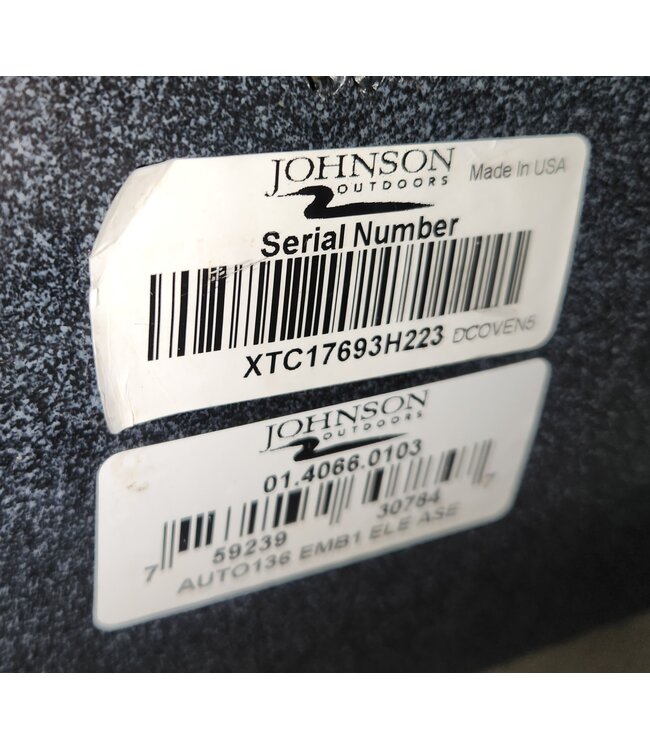 JOHNSON
OUTDOORS
Made In USA
Serial Number
XTC17693H223 DCOVEN5
JOHNSON
OUTDOORS
01.4066.0103
7 59239 30784 7
AUTO136 EMB1 ELE ASE